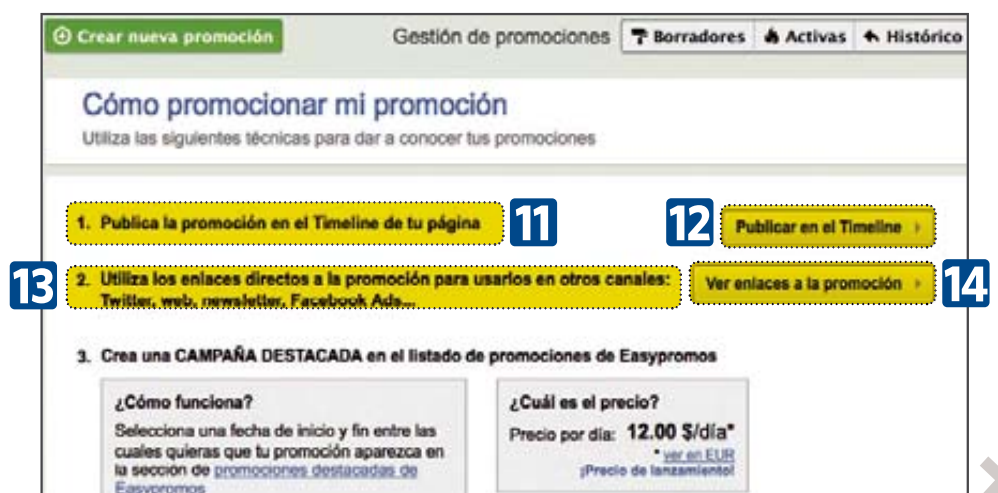 Crear nueva promoción
Gestión de promociones
Borradores
Activas
Histórico
Cómo promocionar mi promoción
Utiliza las siguientes técnicas para dar a conocer tus promociones
1. Publica la promoción en el Timeline de tu página
11
12
Publicar en el Timeline
13
2. Utiliza los enlaces directos a la promoción para usarlos en otros canales:
Twitter, web, newsletter, Facebook Ads...
Ver enlaces a la promoción
14
3. Crea una CAMPAÑA DESTACADA en el listado de promociones de Easypromos
¿Cómo funciona?
Selecciona una fecha de inicio y fin entre las
cuales quieras que tu promoción aparezca en
la sección de promociones destacadas de
Easypromos
¿Cuál es el precio?
Precio por día: 12.00 $/día*
* ver en EUR
¡Precio de lanzamiento!